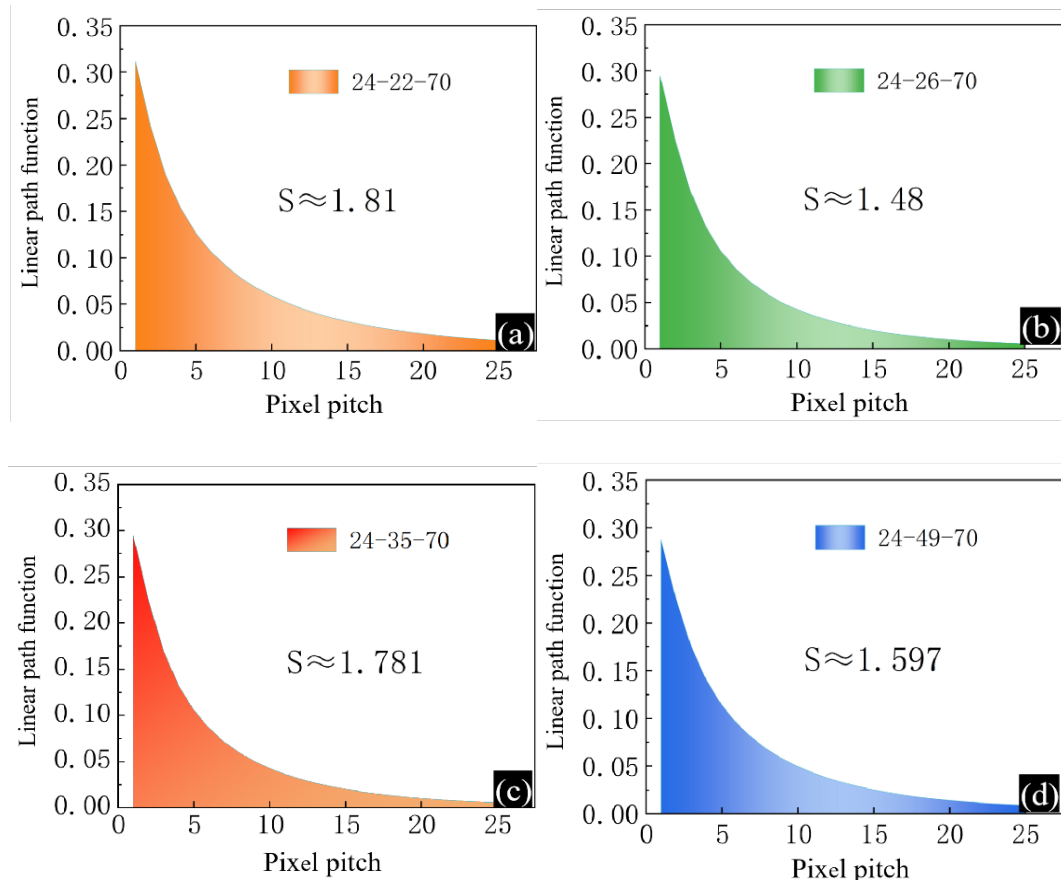 Linear path function
0.35
0.30
0.25
0.20
0.15
0.10
0.05
0.00
24-22-70
S≈1.81
(a)
0 5 10 15 20 25
Pixel pitch
Linear path function
0.35
0.30
0.25
0.20
0.15
0.10
0.05
0.00
24-26-70
S≈1.48
(b)
0 5 10 15 20 25
Pixel pitch
Linear path function
0.35
0.30
0.25
0.20
0.15
0.10
0.05
0.00
24-35-70
S≈1.781
(c)
0 5 10 15 20 25
Pixel pitch
Linear path function
0.35
0.30
0.25
0.20
0.15
0.10
0.05
0.00
24-49-70
S≈1.597
(d)
0 5 10 15 20 25
Pixel pitch